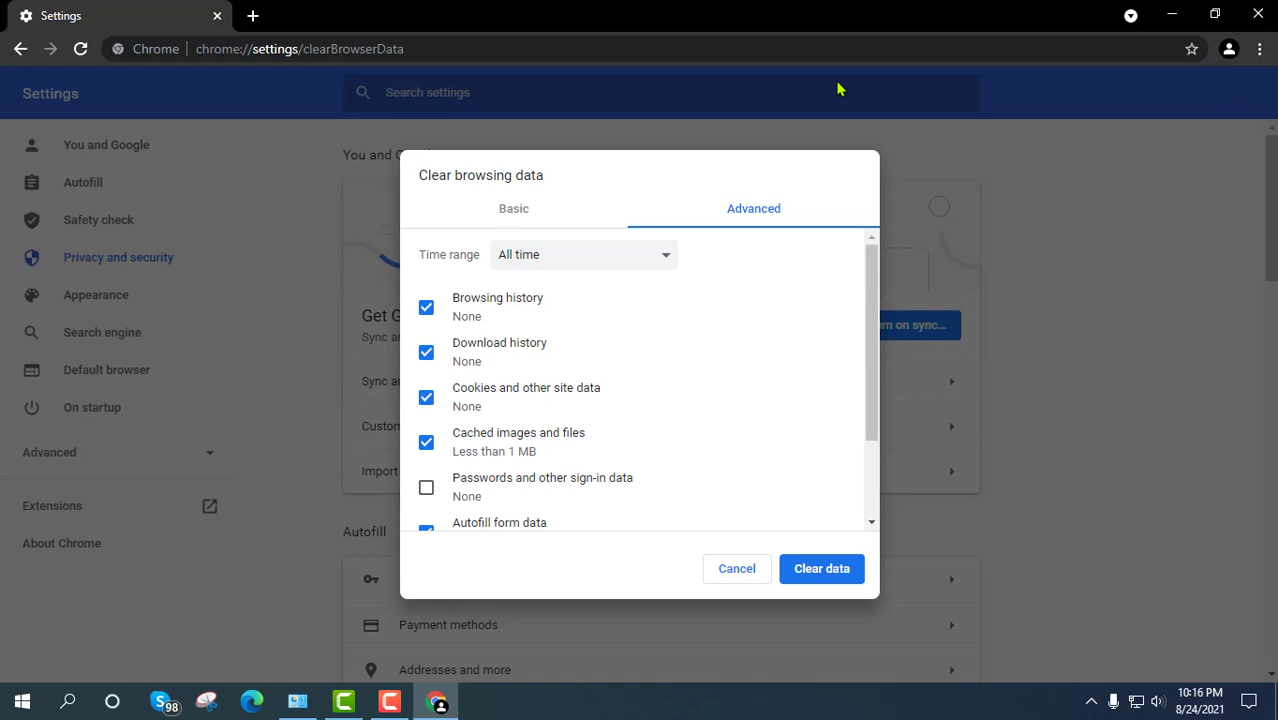 Settings
Chrome
chrome://settings/clearBrowserData
Settings
Search settings
You and Google
Autofill
Safety check
Privacy and security
Appearance
Search engine
Default browser
On startup
Advanced
Extensions
About Chrome
You and G
Get G
Sync a
rn on sync...
Sync a
Custom
Import
Clear browsing data
Basic
Advanced
Time range
All time
Browsing history
None
Download history
None
Cookies and other site data
None
Cached images and files
Less than 1 MB
Passwords and other sign-in data
None
Autofill form data
Cancel
Clear data
Autofill
Payment methods
Addresses and more
98
10:16 PM
8/24/2021